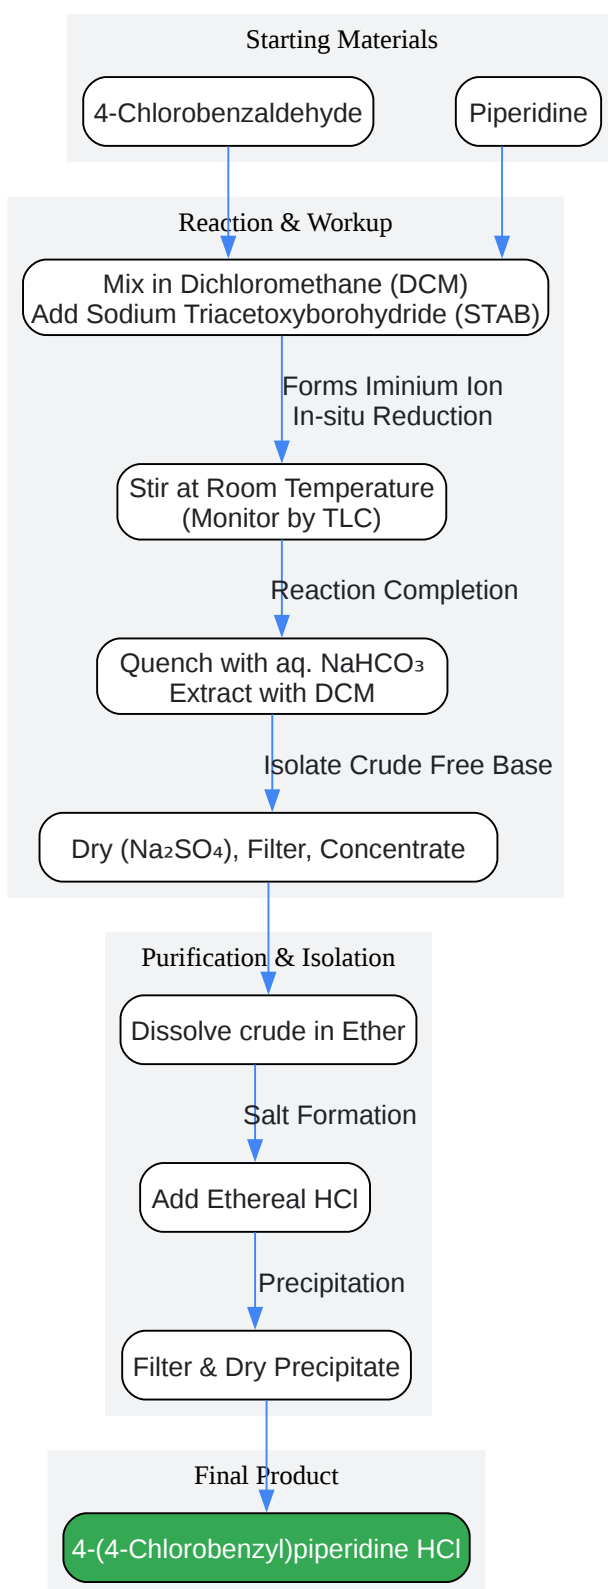 Starting Materials
4-Chlorobenzaldehyde
Piperidine
Reaction & Workup
Mix in Dichloromethane (DCM)
Add Sodium Triacetoxyborohydride (STAB)
Forms Iminium Ion
In-situ Reduction
Stir at Room Temperature
(Monitor by TLC)
Reaction Completion
Quench with aq. NaHCO₃
Extract with DCM
Isolate Crude Free Base
Dry (Na₂SO₄), Filter, Concentrate
Purification & Isolation
Dissolve crude in Ether
Salt Formation
Add Ethereal HCl
Precipitation
Filter & Dry Precipitate
Final Product
4-(4-Chlorobenzyl)piperidine HCl